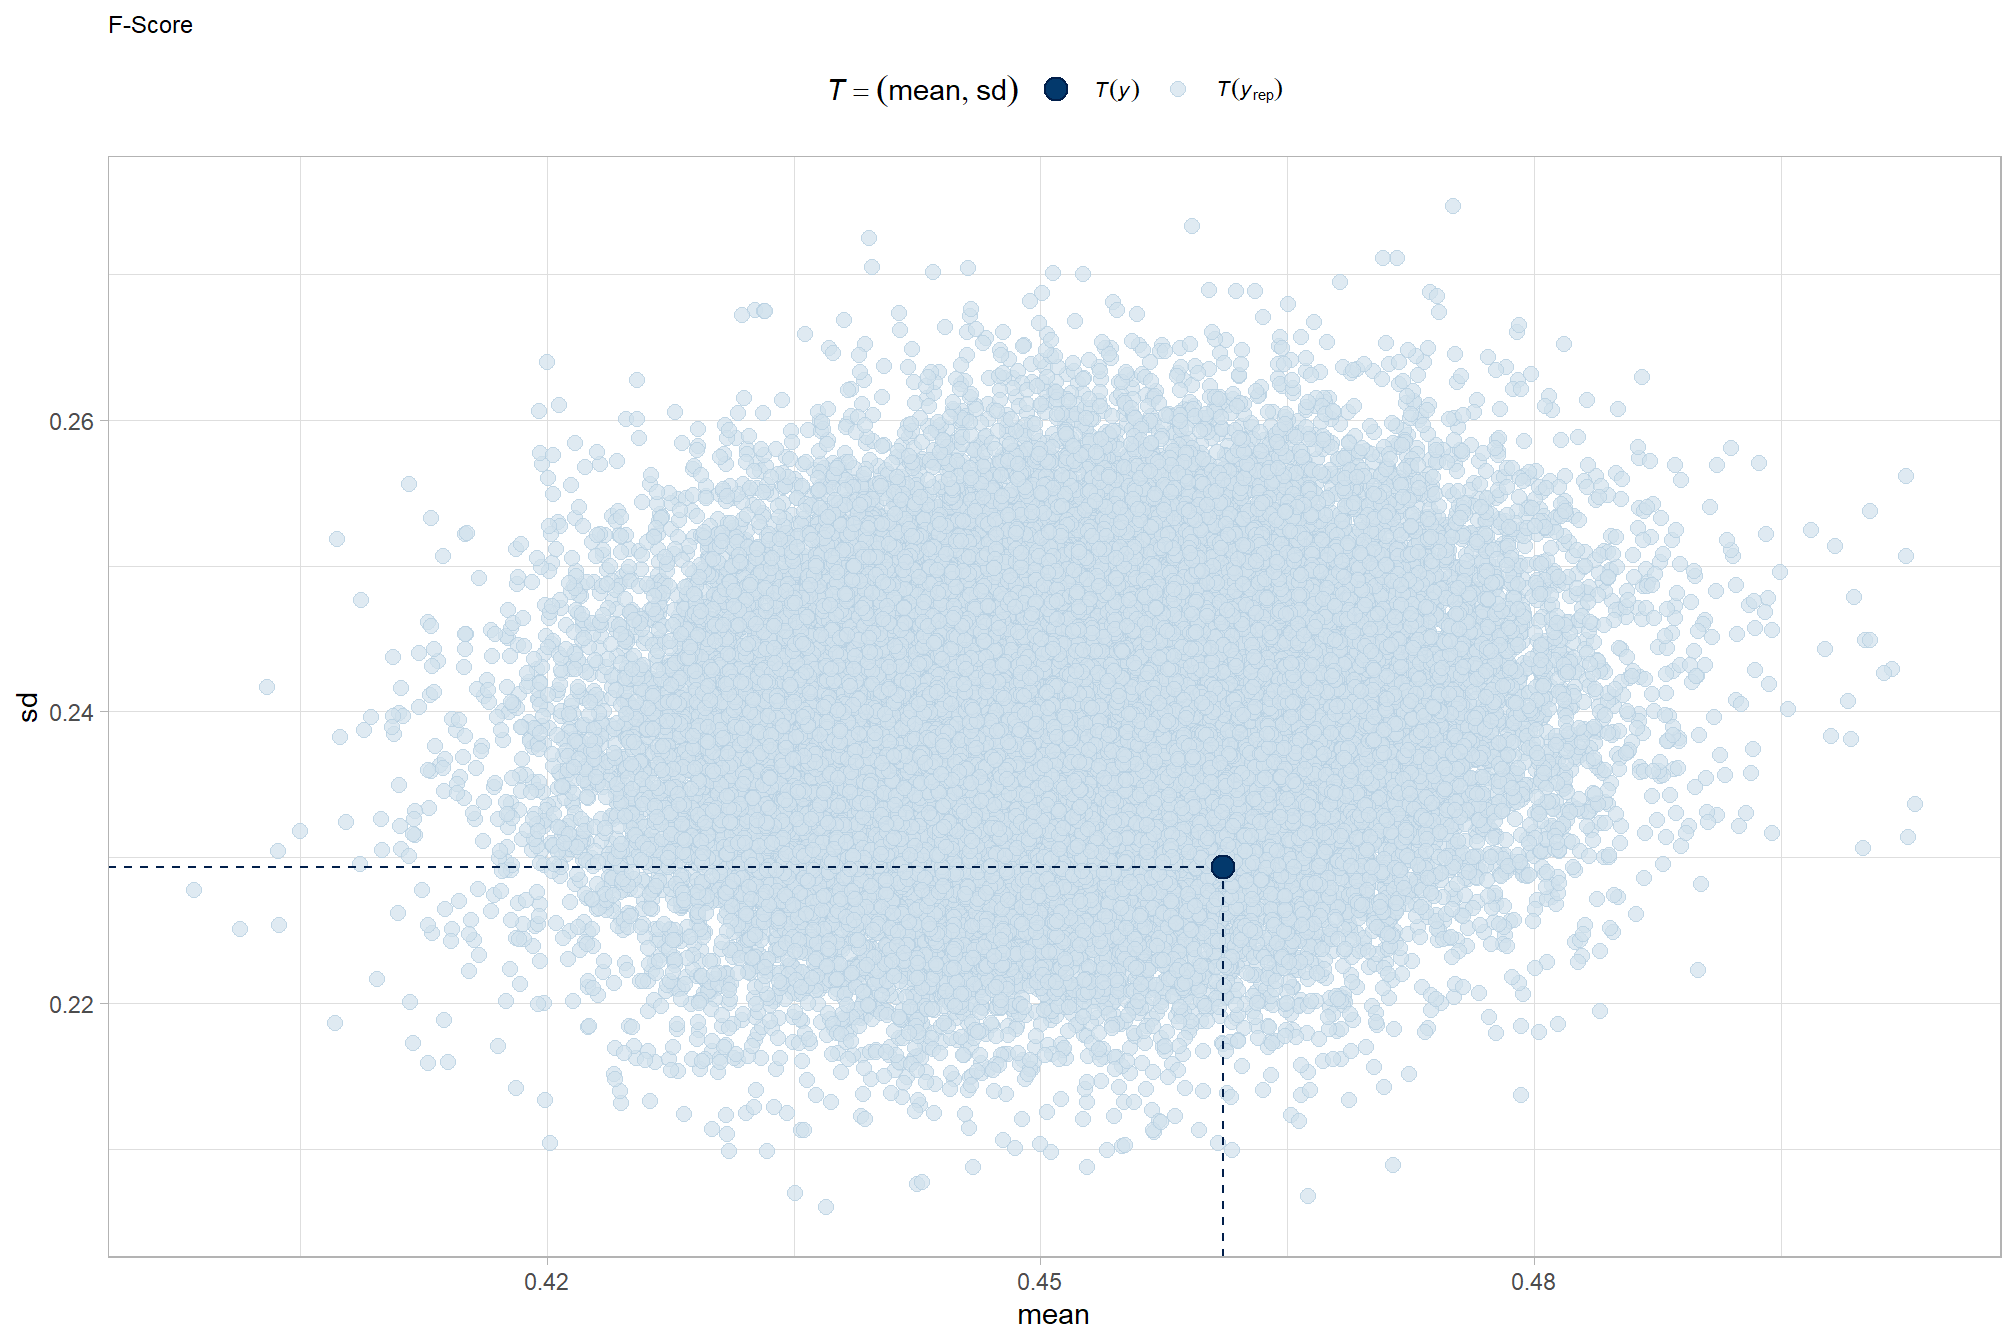 F-Score
T = (mean, sd) T(y) T(yrep)
0.26
0.24
0.22
sd
0.42 0.45 0.48
mean